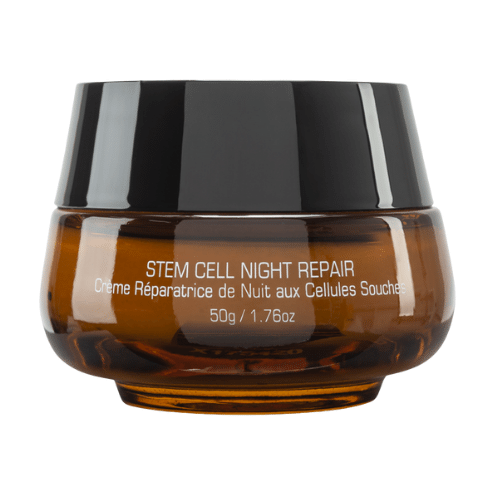 STEM CELL NIGHT REPAIR
Crème Réparatrice de Nuit aux Cellules Souches
50g / 1.76oz